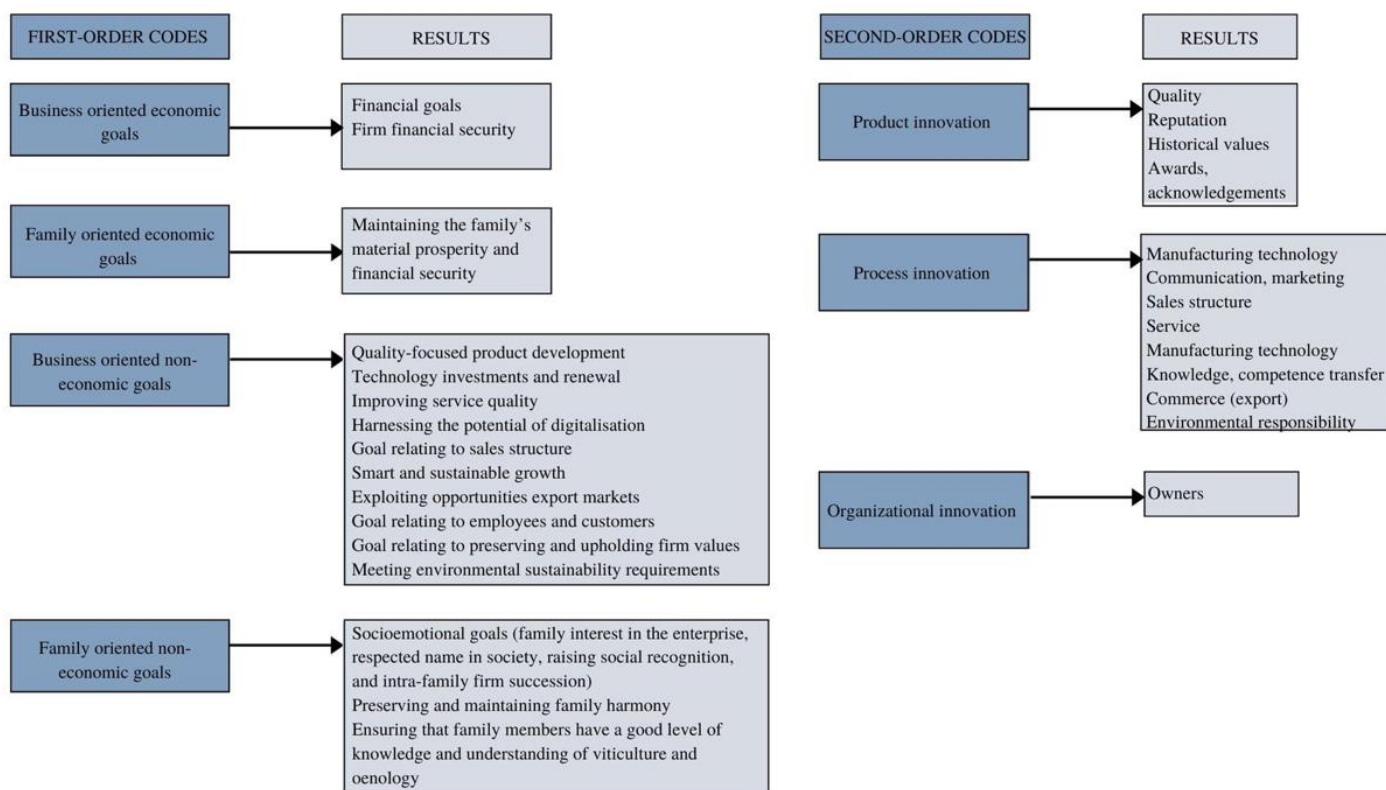 FIRST-ORDER CODES
RESULTS
Business oriented economic
goals
Financial goals
Firm financial security
Family oriented economic
goals
Maintaining the family's
material prosperity and
financial security
Business oriented non-
economic goals
Quality-focused product development
Technology investments and renewal
Improving service quality
Harnessing the potential of digitalisation
Goal relating to sales structure
Smart and sustainable growth
Exploiting opportunities export markets
Goal relating to employees and customers
Goal relating to preserving and upholding firm values
Meeting environmental sustainability requirements
Family oriented non-
economic goals
Socioemotional goals (family interest in the enterprise,
respected name in society, raising social recognition,
and intra-family firm succession)
Preserving and maintaining family harmony
Ensuring that family members have a good level of
knowledge and understanding of viticulture and
oenology
SECOND-ORDER CODES
RESULTS
Product innovation
Quality
Reputation
Historical values
Awards,
acknowledgements
Process innovation
Manufacturing technology
Communication, marketing
Sales structure
Service
Manufacturing technology
Knowledge, competence transfer
Commerce (export)
Environmental responsibility
Organizational innovation
Owners